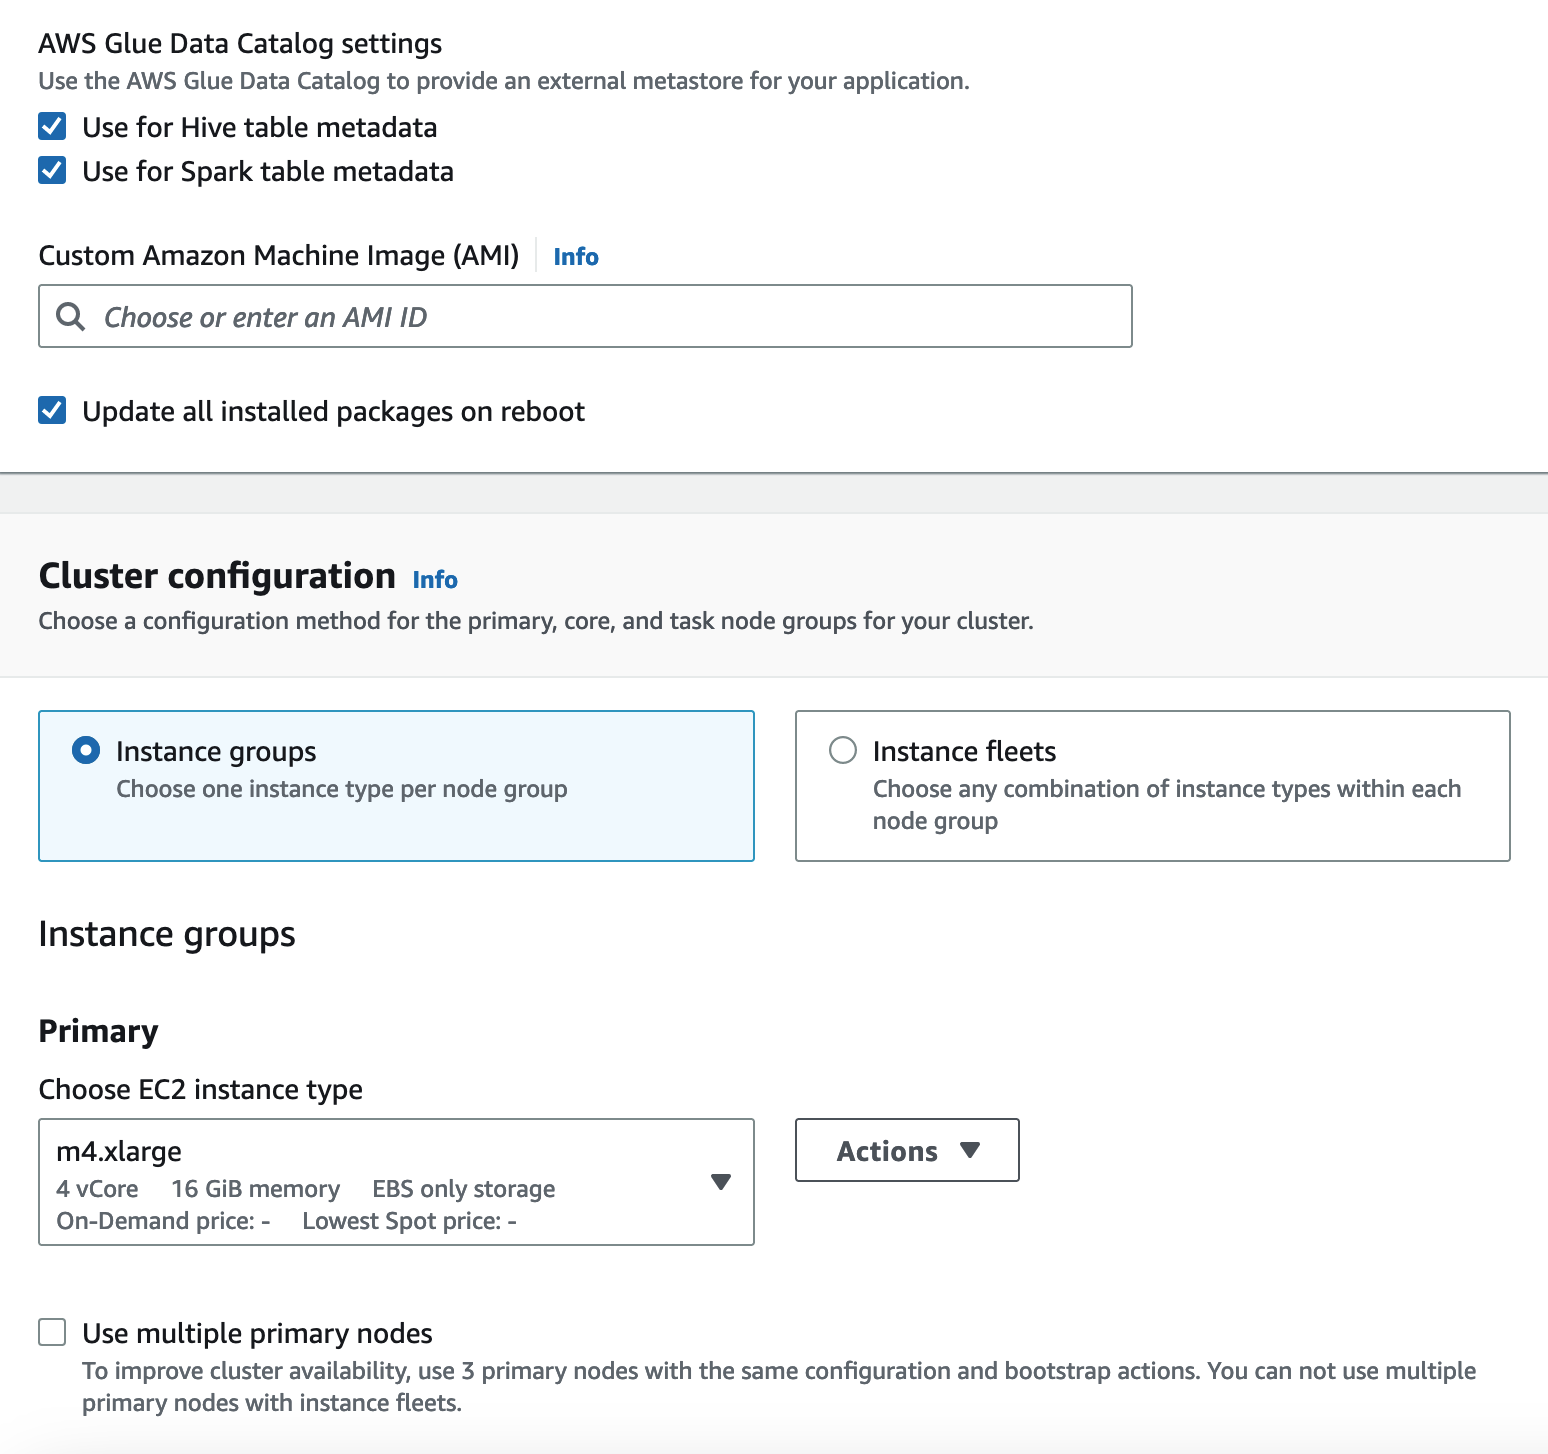 AWS Glue Data Catalog settings
Use the AWS Glue Data Catalog to provide an external metastore for your application.
Use for Hive table metadata
Use for Spark table metadata
Custom Amazon Machine Image (AMI) Info
Choose or enter an AMI ID
Update all installed packages on reboot
Cluster configuration Info
Choose a configuration method for the primary, core, and task node groups for your cluster.
Instance groups
Choose one instance type per node group
Instance fleets
Choose any combination of instance types within each
node group
Instance groups
Primary
Choose EC2 instance type
m4.xlarge
4 vCore 16 GiB memory EBS only storage
On-Demand price: - Lowest Spot price: -
Actions
Use multiple primary nodes
To improve cluster availability, use 3 primary nodes with the same configuration and bootstrap actions. You can not use multiple
primary nodes with instance fleets.